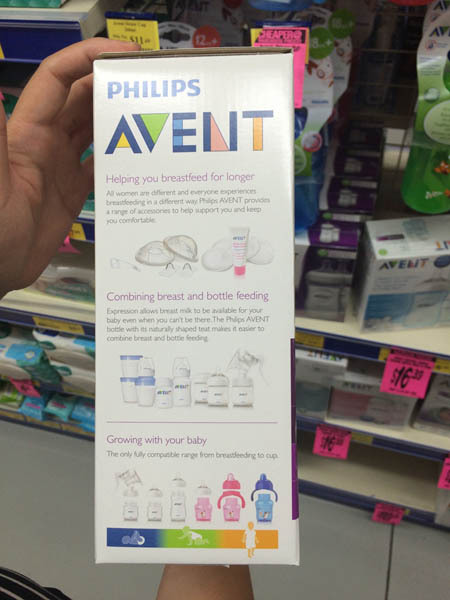 PHILIPS
AVENT
Helping you breastfeed for longer
All women are different and everyone experiences
breastfeeding in a different way. Philips AVENT provides
a range of accessories to help support you and keep
you comfortable.
Combining breast and bottle feeding
Expression allows breast milk to be available for your
baby even when you can't be there. The Philips AVENT
bottle with its naturally shaped teat makes it easier to
combine breast and bottle feeding.
Growing with your baby
The only fully compatible range from breastfeeding to cup.
CHEAPER
AVENT
AVENT